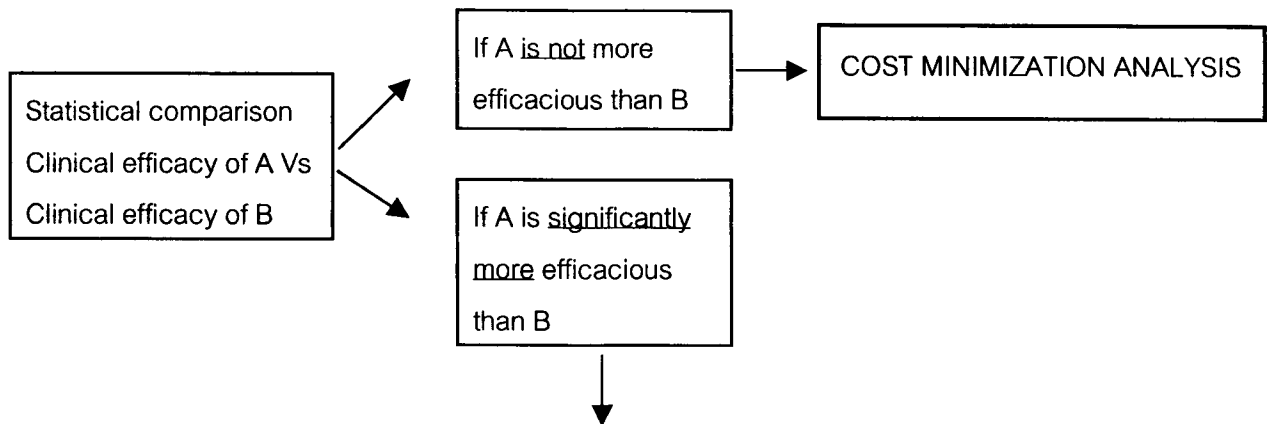 Statistical comparison
Clinical efficacy of A Vs
Clinical efficacy of B
If A is not more
efficacious than B
COST MINIMIZATION ANALYSIS
If A is significantly
more efficacious
than B